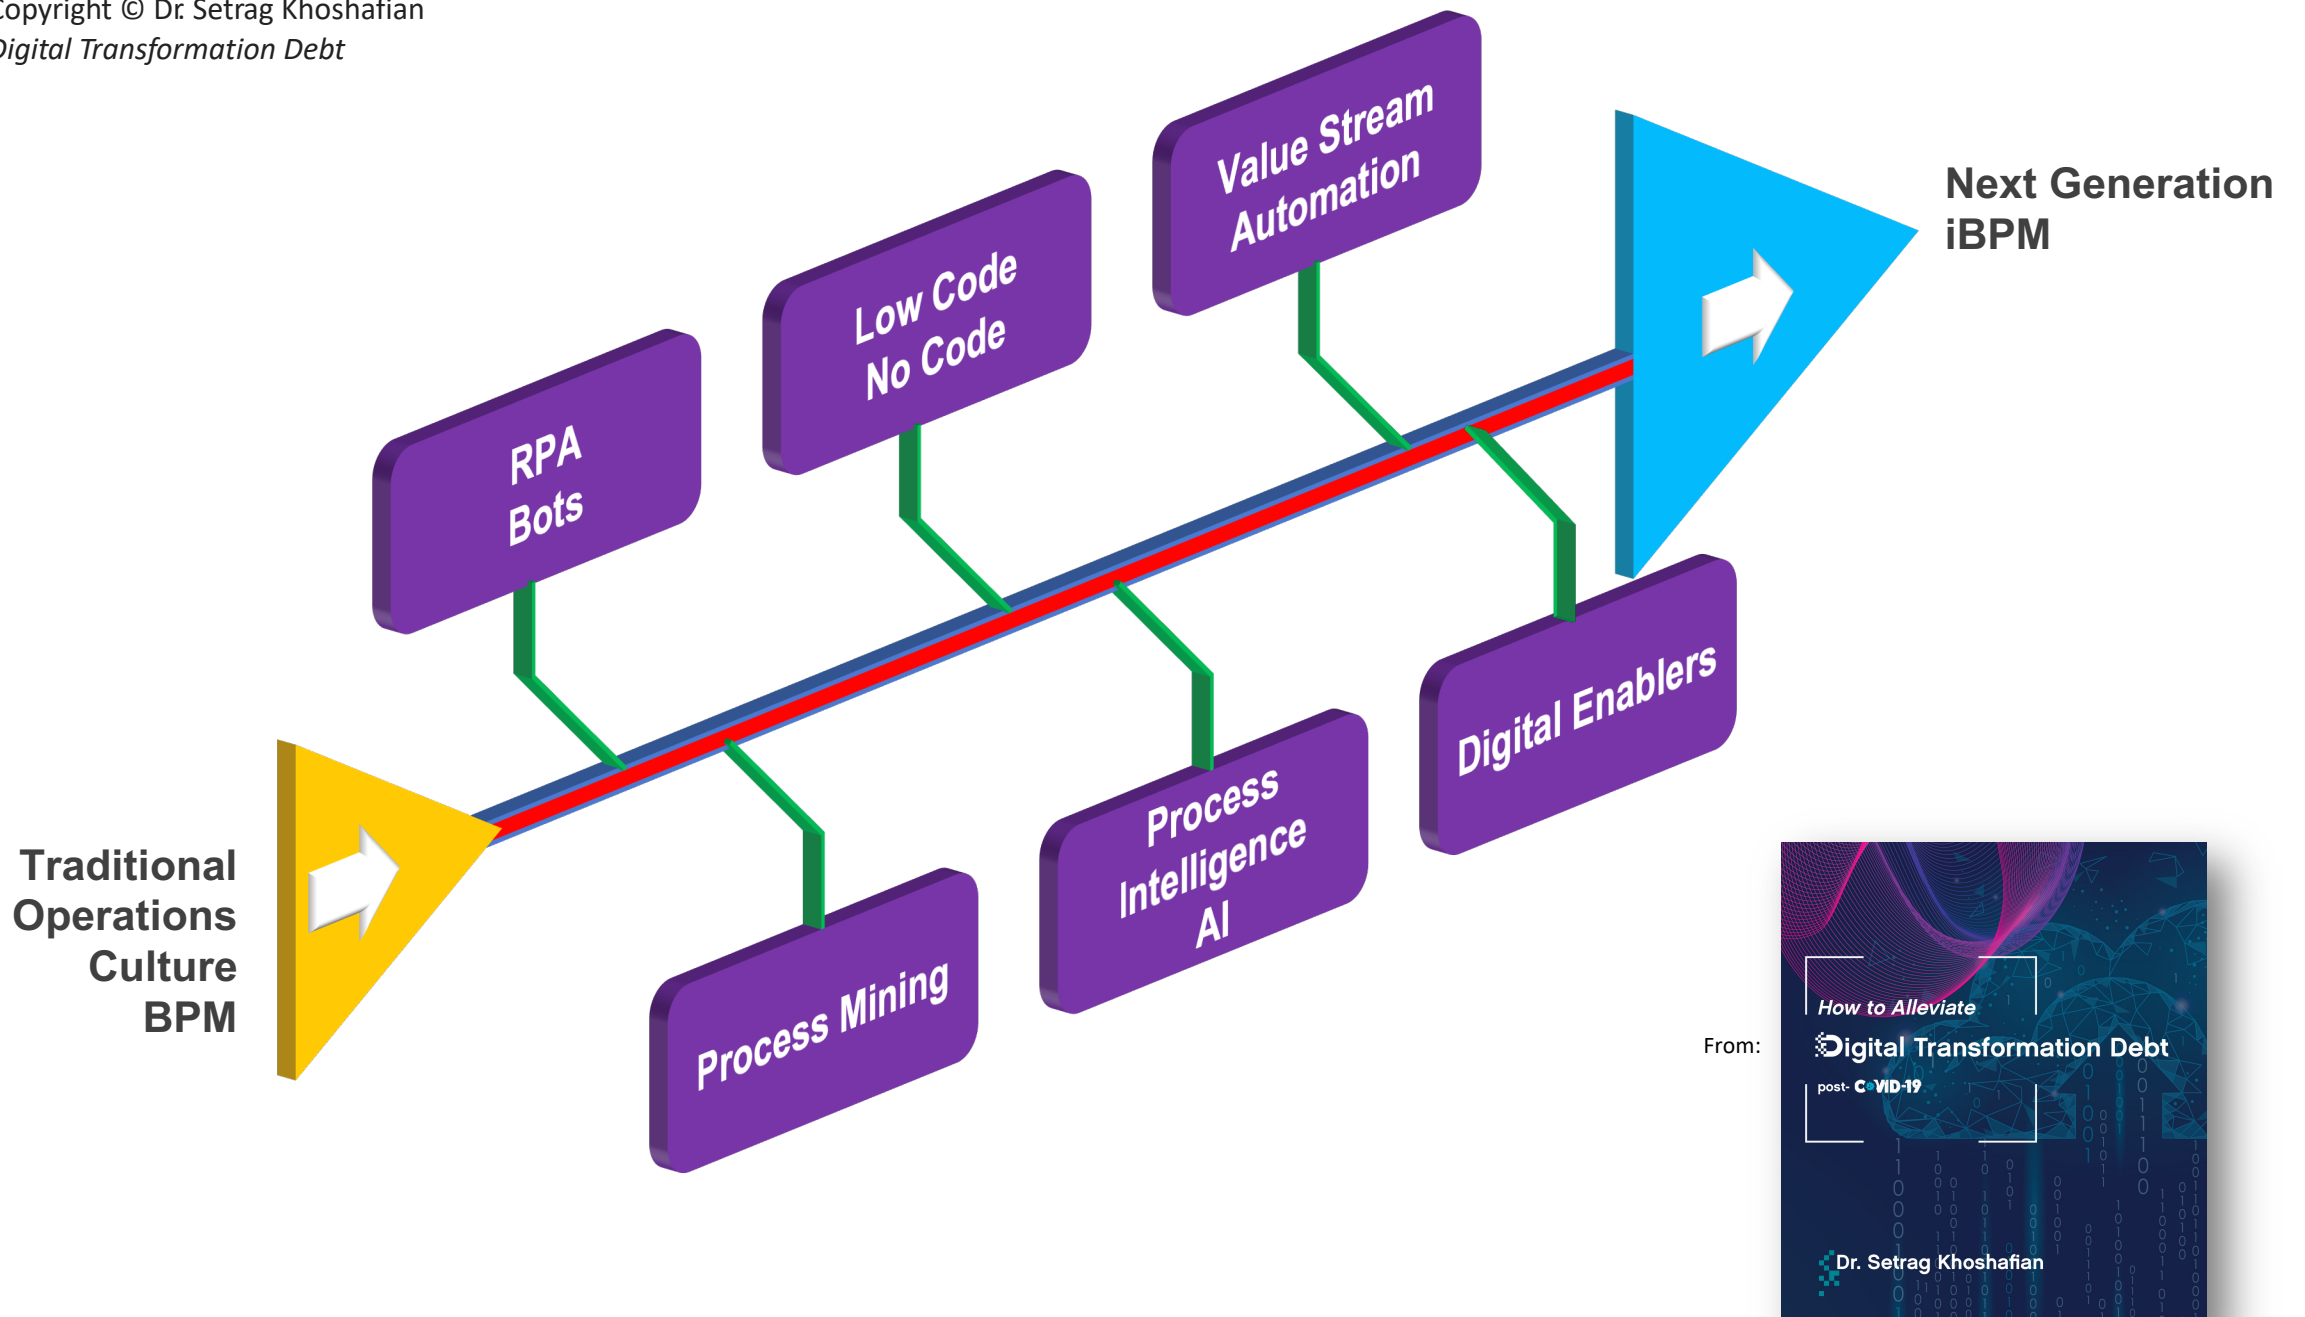 Copyright © Dr. Setrag Khoshafian
Digital Transformation Debt
Value Stream
Automation
Next Generation
iBPM
Low Code
No Code
RPA
Bots
Digital Enablers
Process
Intelligence
AI
Traditional
Operations
Culture
BPM
Process Mining
From:
How to Alleviate
Digital Transformation Debt
post- COVID-19
Dr. Setrag Khoshafian